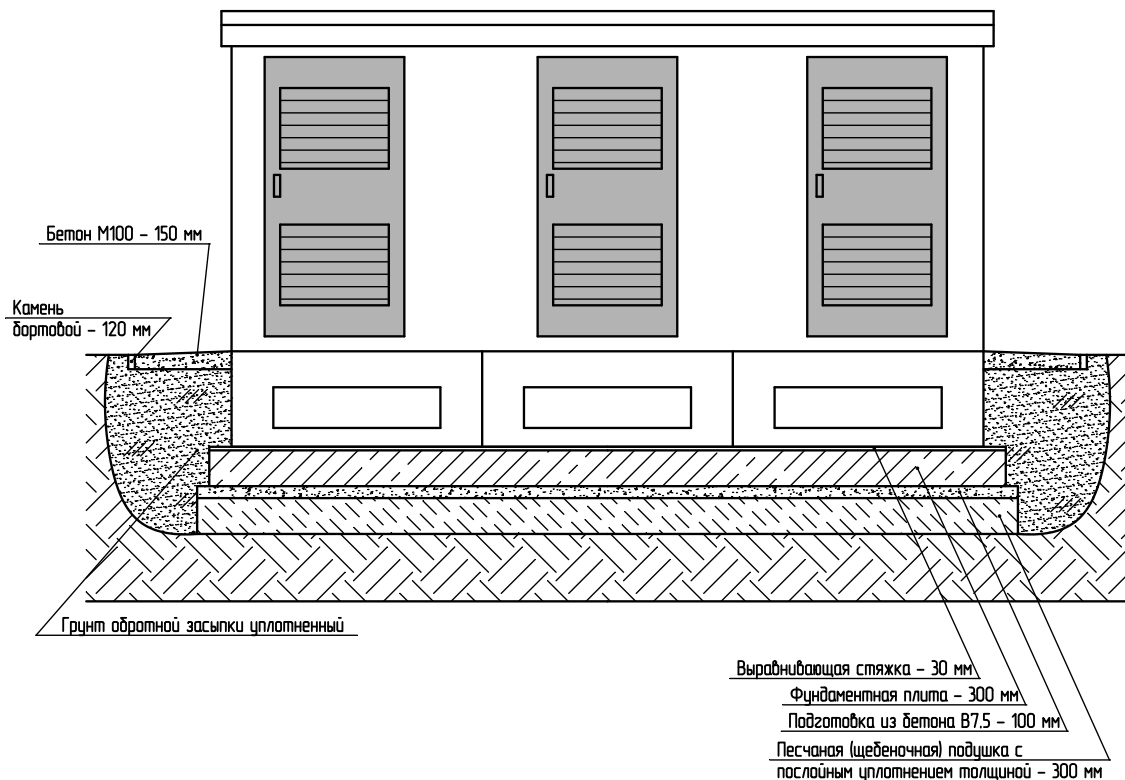 Бетон М100 – 150 мм
Камень
бортовой – 120 мм
Грунт обротной засыпки уплотненный
Выравнивающая стяжка – 30 мм
Фундаментная плита – 300 мм
Подготовка из бетона В7.5 – 100 мм
Песчаная (щебеночная) подушка с
послойным уплотнением толщиной – 300 мм